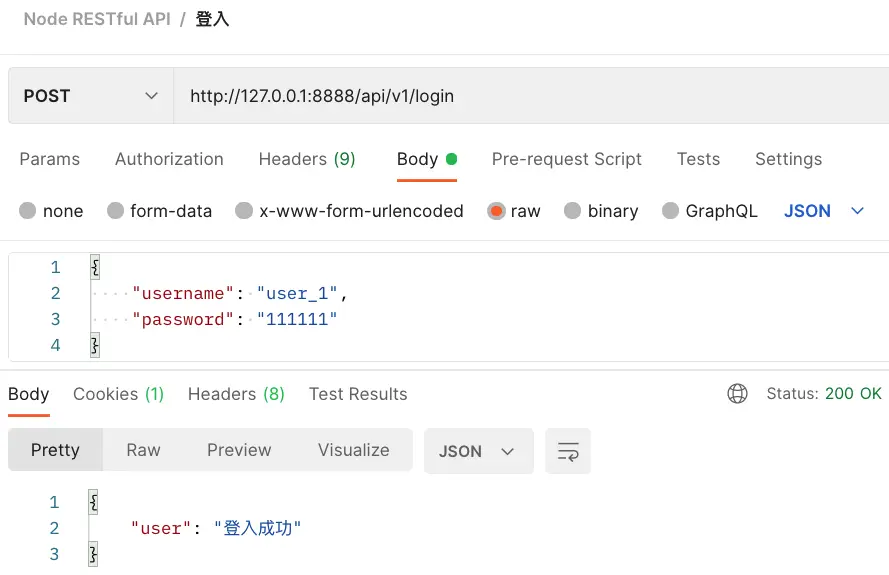 Node RESTful API / 登入
POST http://127.0.0.1:8888/api/v1/login
Params Authorization Headers (9) Body Pre-request Script Tests Settings
none form-data x-www-form-urlencoded raw binary GraphQL JSON
1 {
2 "username": "user_1",
3 "password": "111111"
4 }
Body Cookies (1) Headers (8) Test Results Status: 200 OK
Pretty Raw Preview Visualize JSON
1 {
2 "user": "登入成功"
3 }